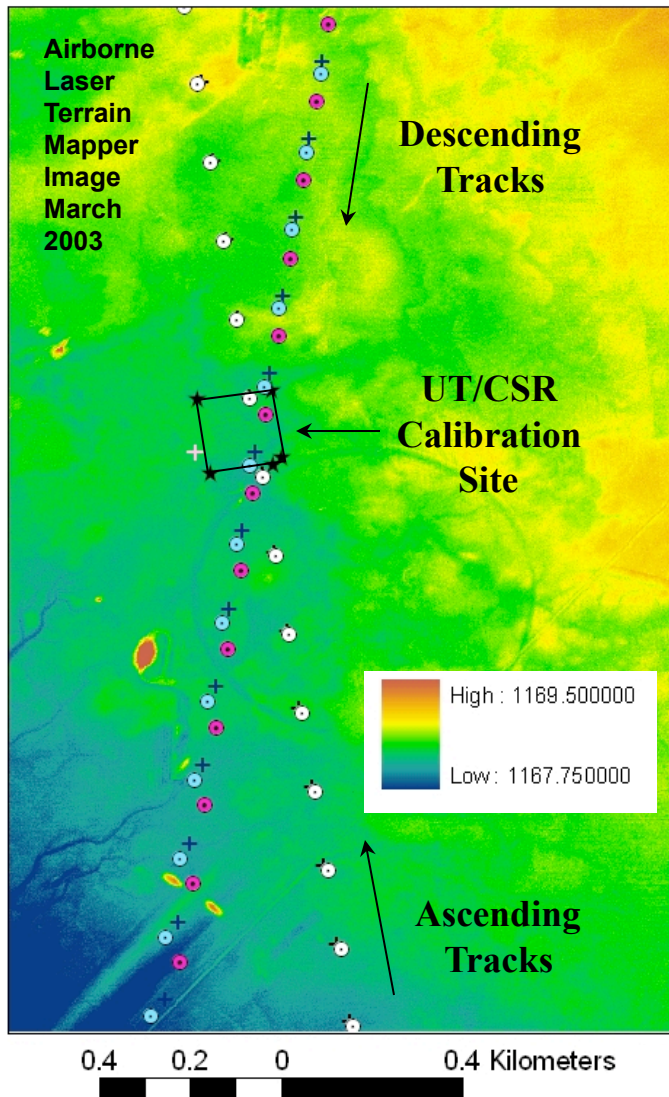 Airborne
Laser
Terrain
Mapper
Image
March
2003
Descending
Tracks
UT/CSR
Calibration
Site
High : 1169.500000
Low : 1167.750000
Ascending
Tracks
0.4 0.2 0 0.4 Kilometers